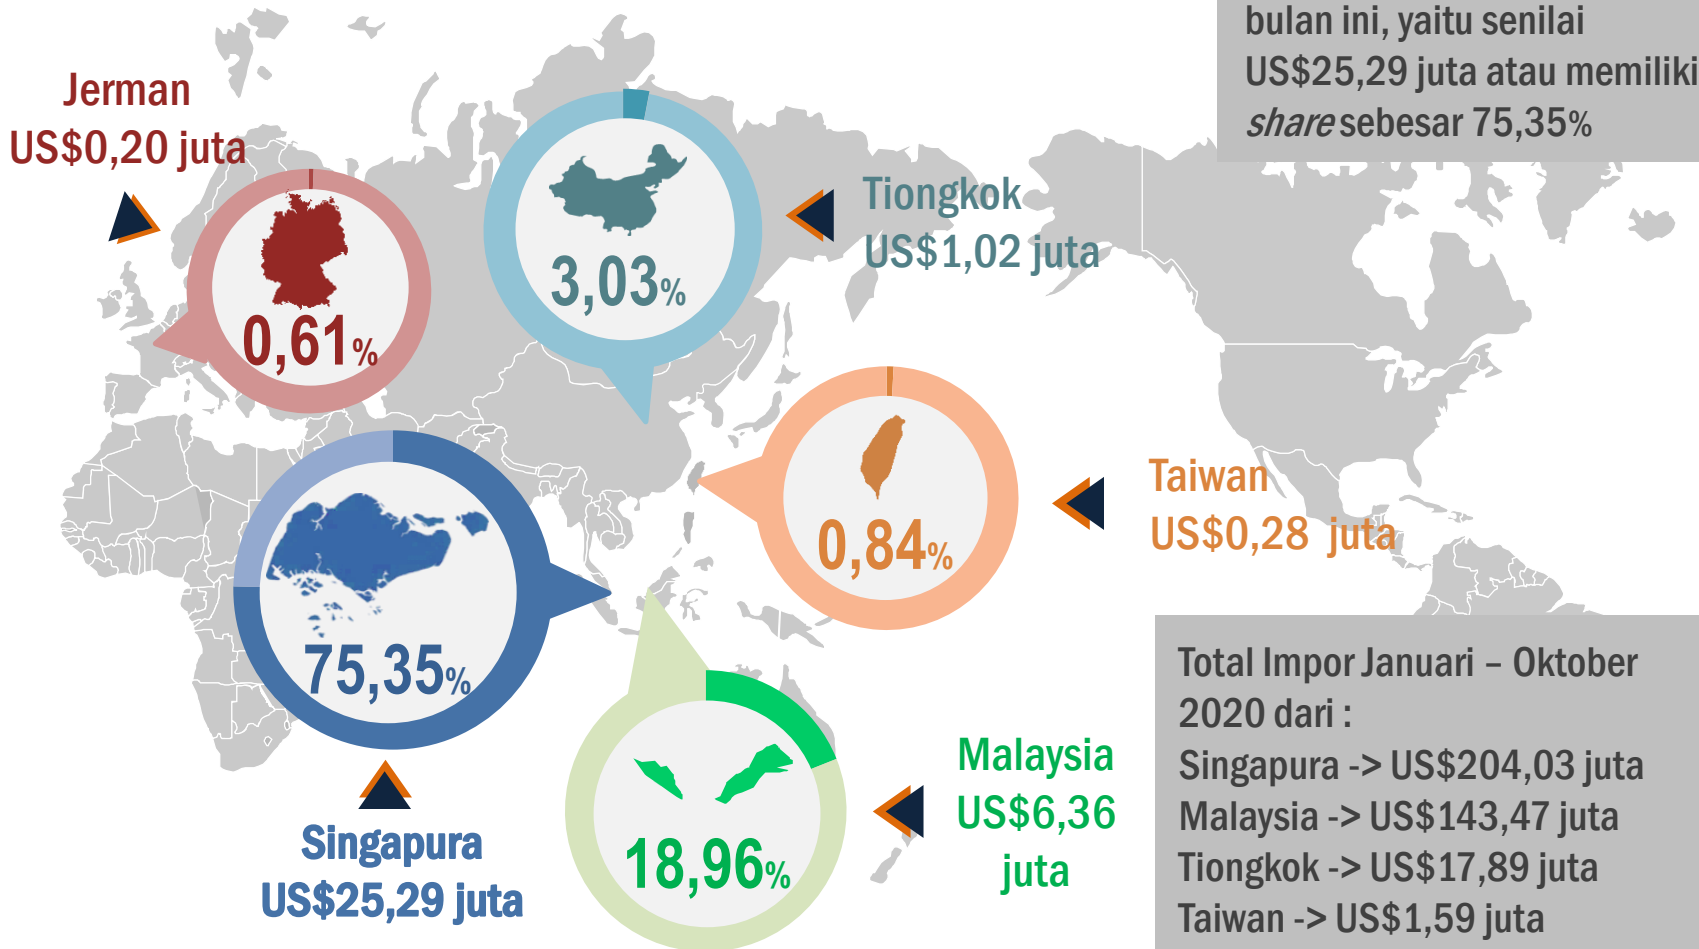 bulan ini, yaitu senilai
US$25,29 juta atau memiliki
share sebesar 75,35%
Jerman
US$0,20 juta
0,61%
3,03%
Tiongkok
US$1,02 juta
Taiwan
US$0,28 juta
0,84%
75,35%
Singapura
US$25,29 juta
18,96%
Malaysia
US$6,36
juta
Total Impor Januari – Oktober
2020 dari :
Singapura -> US$204,03 juta
Malaysia -> US$143,47 juta
Tiongkok -> US$17,89 juta
Taiwan -> US$1,59 juta